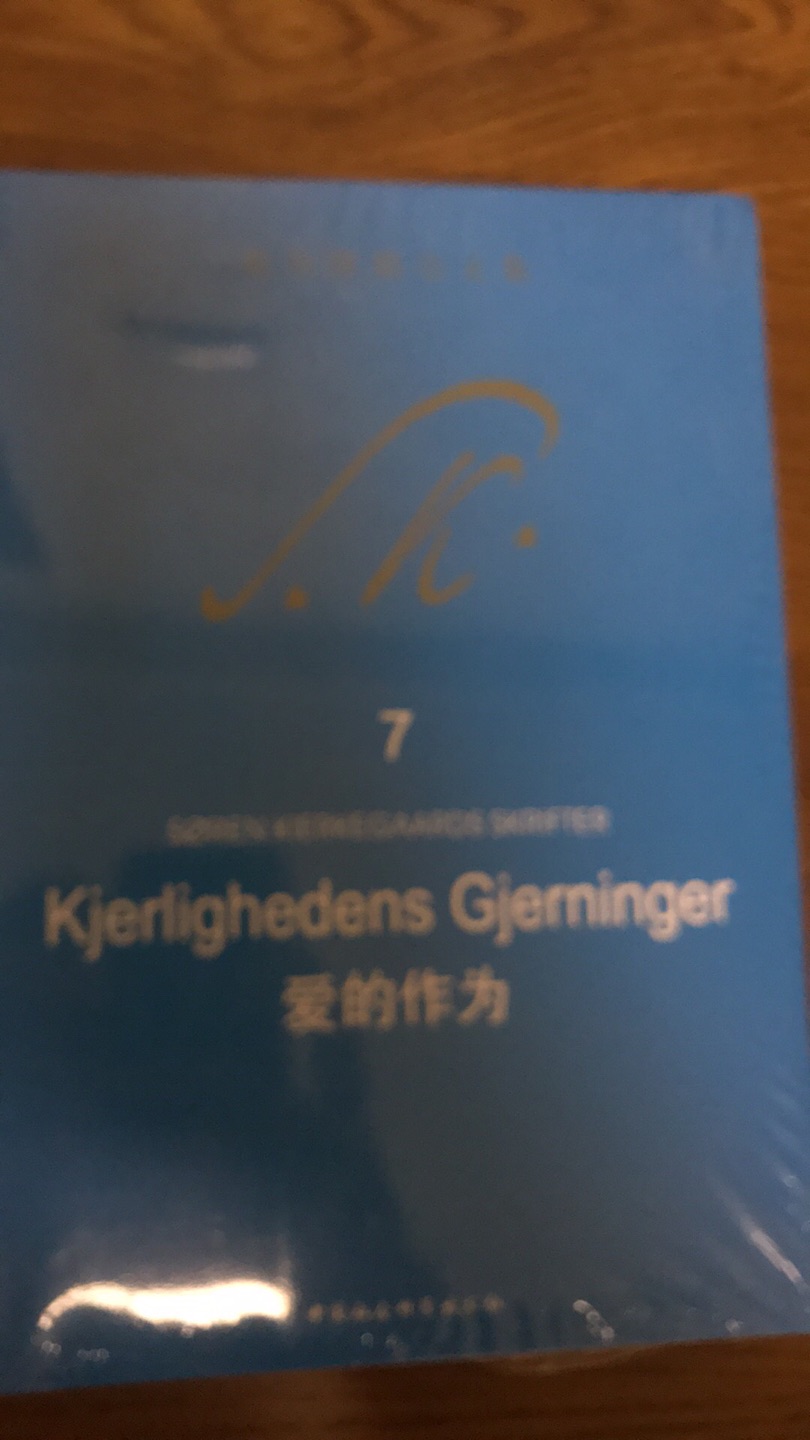 S. K.
7
SØREN KIERKEGAARDS SKRIFTER
Kjerlighedens Gjerninger
爱的作为